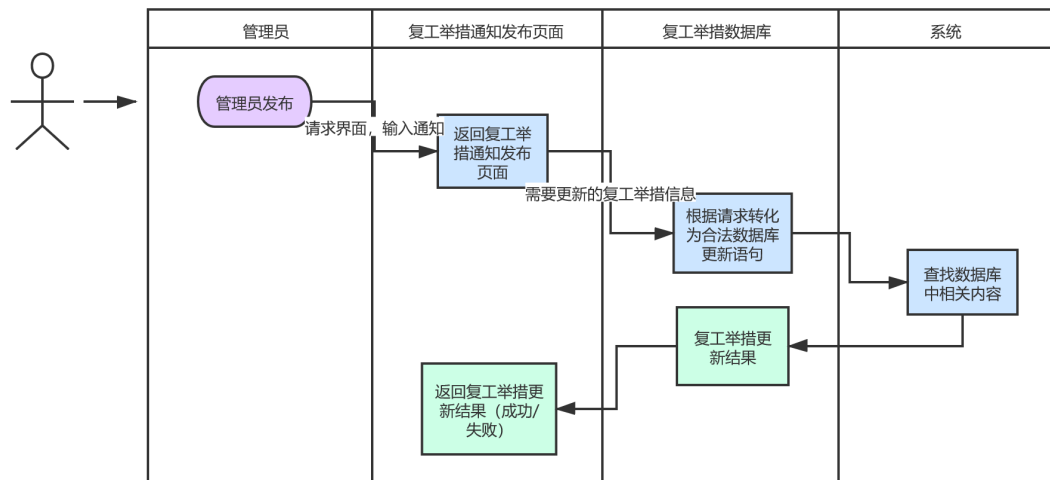 管理员
复工举措通知发布页面
复工举措数据库
系统
管理员发布
请求界面，输入通知
返回复工举
措通知发布
页面
需要更新的复工举措信息
根据请求转化
为合法数据库
更新语句
查找数据库
中相关内容
复工举措更
新结果
返回复工举措更
新结果（成功/
失败）